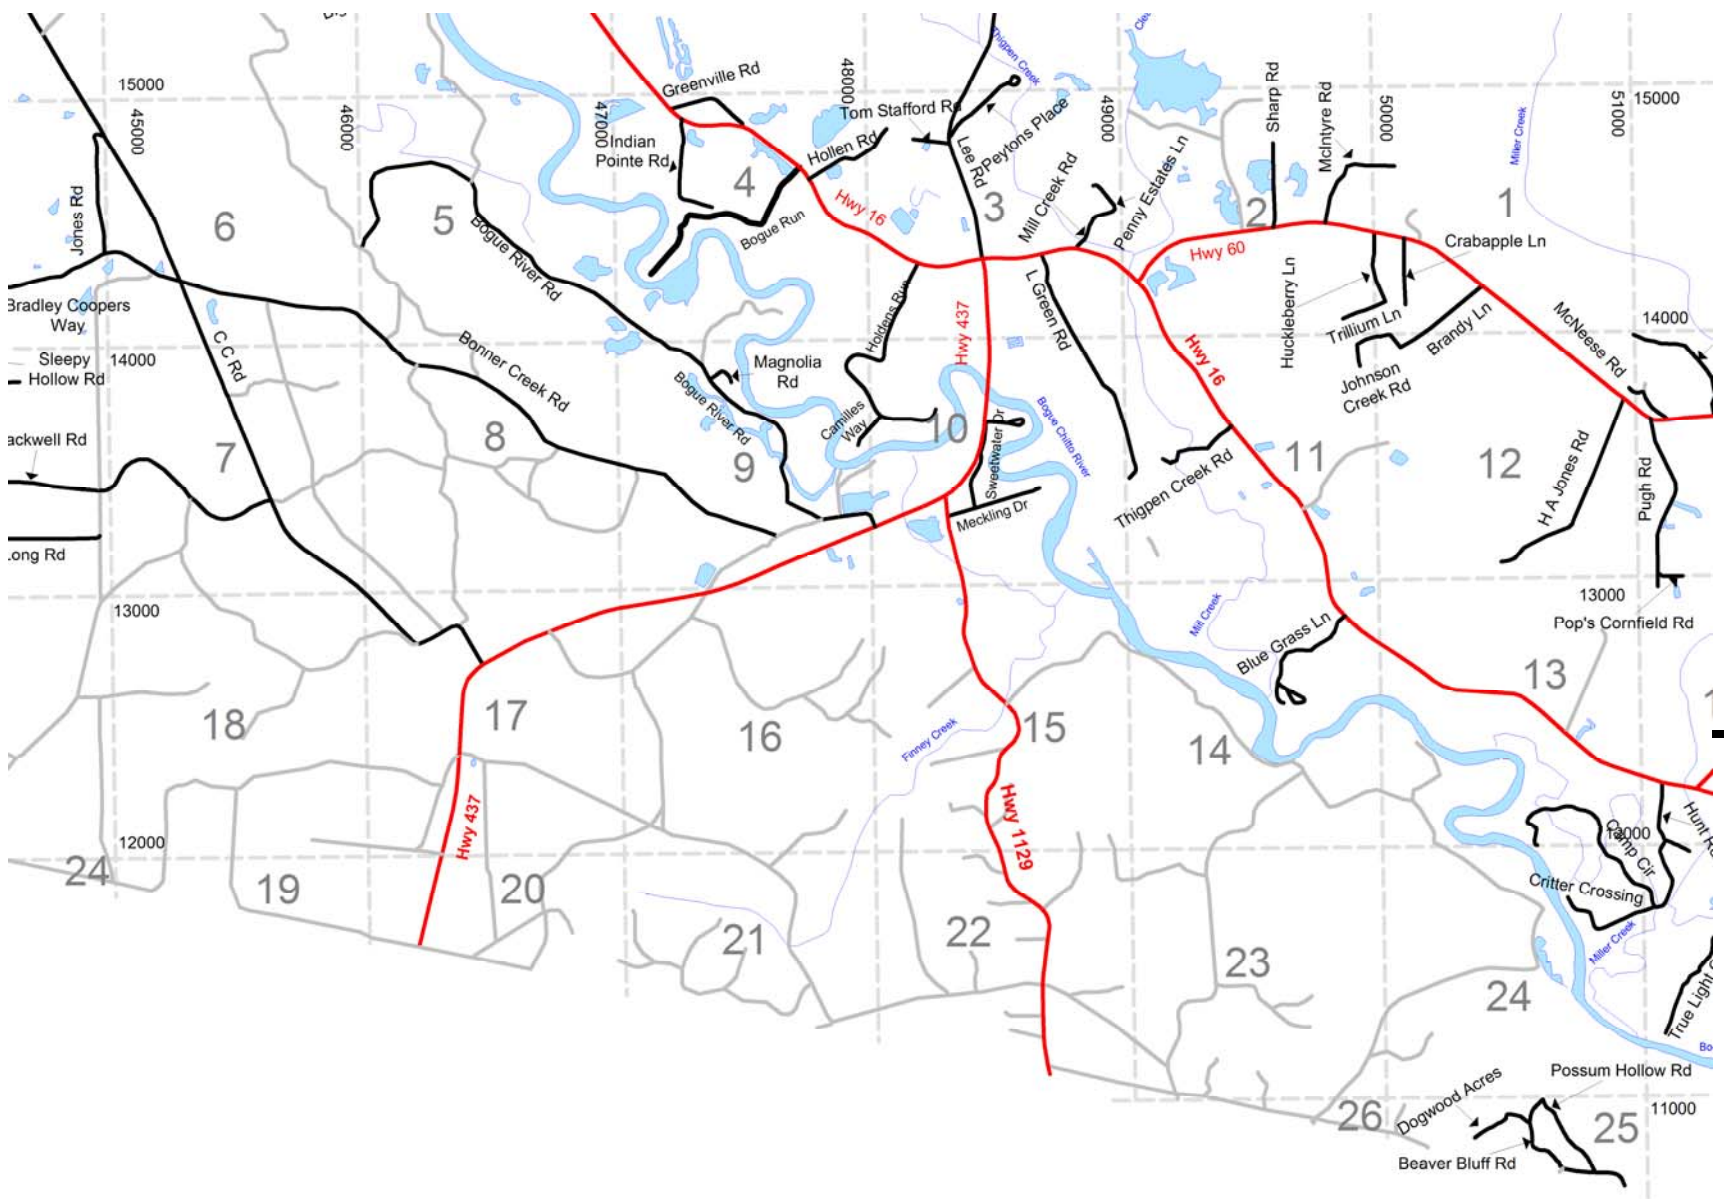 15000
45000
46000
47000
48000
49000
50000
51000
15000
Greenville Rd
Indian
Pointe Rd
Hollen Rd
Tom Stafford Rd
Lee Rd
Peytons Place
Thigpen Creek
Mill Creek Rd
Penny Estates Ln
Sharp Rd
McIntyre Rd
Miller Creek
Jones Rd
6
5
4
3
2
1
Bogue River Rd
Bogue Run
Hwy 16
Hwy 60
Crabapple Ln
Bradley Coopers
Way
Sleepy
Hollow Rd
14000
C C Rd
Bonner Creek Rd
Magnolia
Rd
Bogue River Rd
Holdens Run
Camilles
Way
Hwy 437
L Green Rd
Hwy 16
Huckleberry Ln
Trillium Ln
Brandy Ln
Johnson
Creek Rd
McNeese Rd
14000
ackwell Rd
7
8
9
10
11
12
Sweetwater Dr
Bogue Chitto River
Meckling Dr
Thigpen Creek Rd
H A Jones Rd
Pugh Rd
Long Rd
13000
13000
Pop's Cornfield Rd
Mill Creek
Blue Grass Ln
18
17
16
15
14
13
Finney Creek
Hwy 437
Hwy 1129
12000
12000
Hunt Rd
Camp Cir
Critter Crossing
Miller Creek
24
19
20
21
22
23
24
True Light
Bo
Possum Hollow Rd
Dogwood Acres
Beaver Bluff Rd
26
25
11000